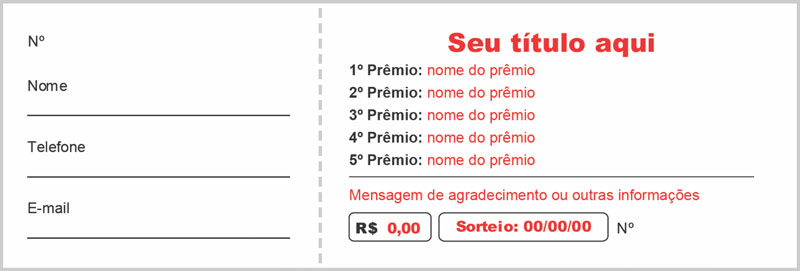 Nº
Nome
Telefone
E-mail
Seu título aqui
1º Prêmio: nome do prêmio
2º Prêmio: nome do prêmio
3º Prêmio: nome do prêmio
4º Prêmio: nome do prêmio
5º Prêmio: nome do prêmio
Mensagem de agradecimento ou outras informações
R$ 0,00 Sorteio: 00/00/00 Nº